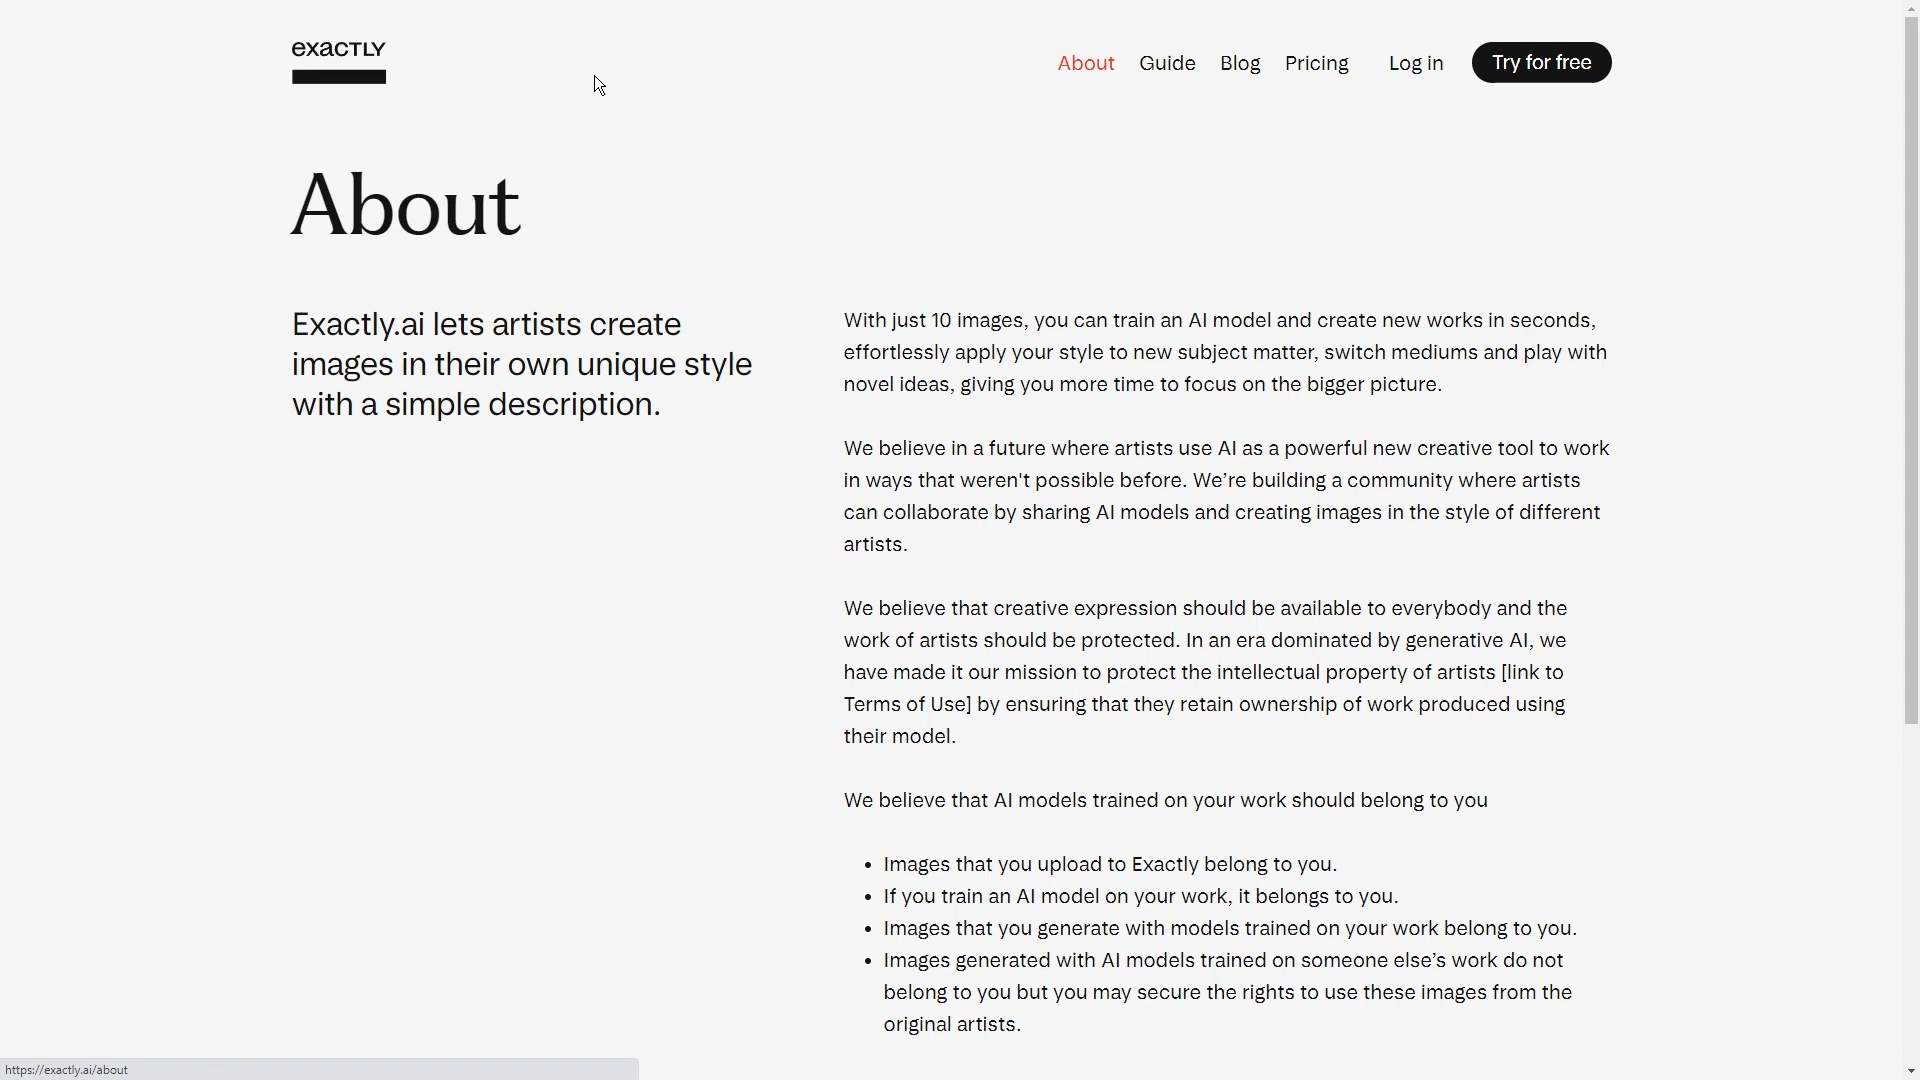 exactly
About Guide Blog Pricing Log in Try for free
About
Exactly.ai lets artists create
images in their own unique style
with a simple description.
With just 10 images, you can train an AI model and create new works in seconds,
effortlessly apply your style to new subject matter, switch mediums and play with
novel ideas, giving you more time to focus on the bigger picture.
We believe in a future where artists use AI as a powerful new creative tool to work
in ways that weren't possible before. We’re building a community where artists
can collaborate by sharing AI models and creating images in the style of different
artists.
We believe that creative expression should be available to everybody and the
work of artists should be protected. In an era dominated by generative AI, we
have made it our mission to protect the intellectual property of artists [link to
Terms of Use] by ensuring that they retain ownership of work produced using
their model.
We believe that AI models trained on your work should belong to you
• Images that you upload to Exactly belong to you.
• If you train an AI model on your work, it belongs to you.
• Images that you generate with models trained on your work belong to you.
• Images generated with AI models trained on someone else’s work do not
belong to you but you may secure the rights to use these images from the
original artists.
https://exactly.ai/about